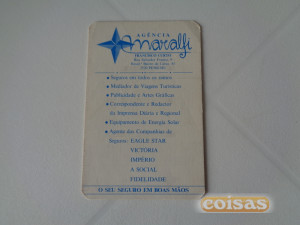 AGÊNCIA
Amaralfi
• Seguros em todos os ramos
• Mediador de Viagens Turísticas
• Publicidade e Artes Gráficas
• Correspondente e Redactor
da Imprensa Diária e Regional
• Equipamento de Energia Solar
• Agente das Companhias de
Seguros: EAGLE STAR
VICTORIA
IMPÉRIO
A SOCIAL
FIDELIDADE
O SEU SEGURO EM BOAS MÃOS
coisas